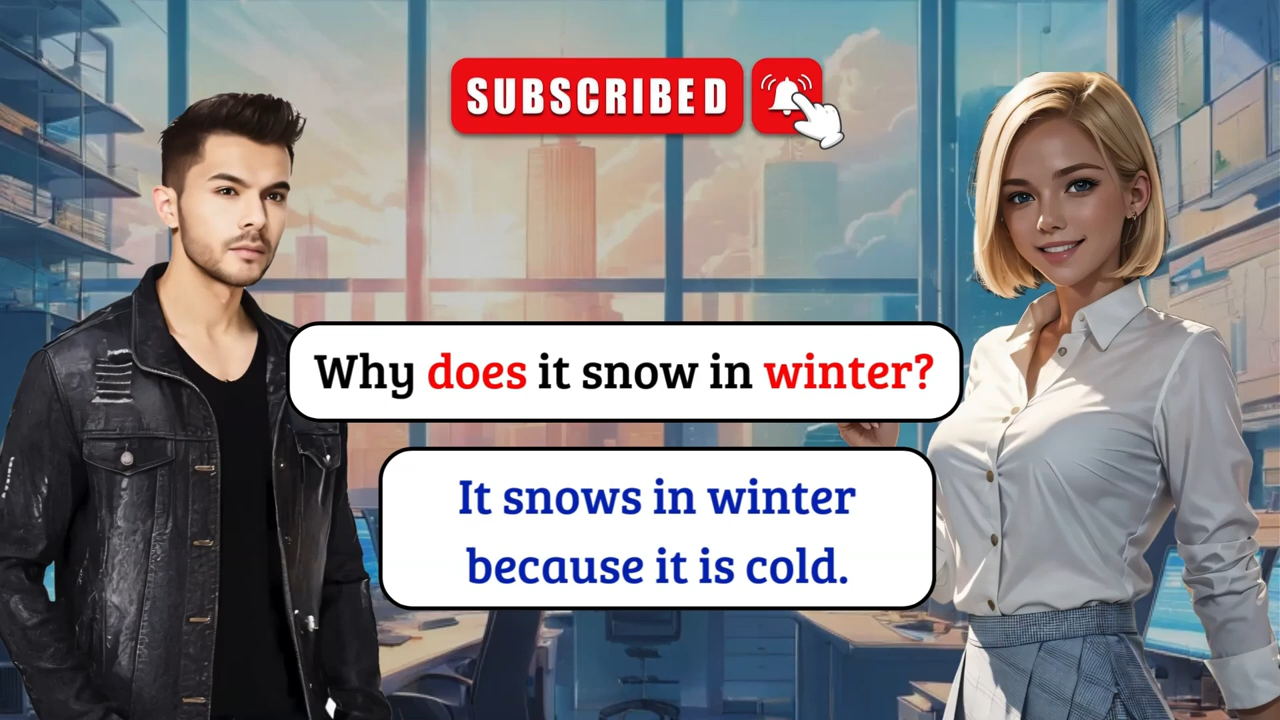 SUBSCRIBED
Why does it snow in winter?
It snows in winter
because it is cold.